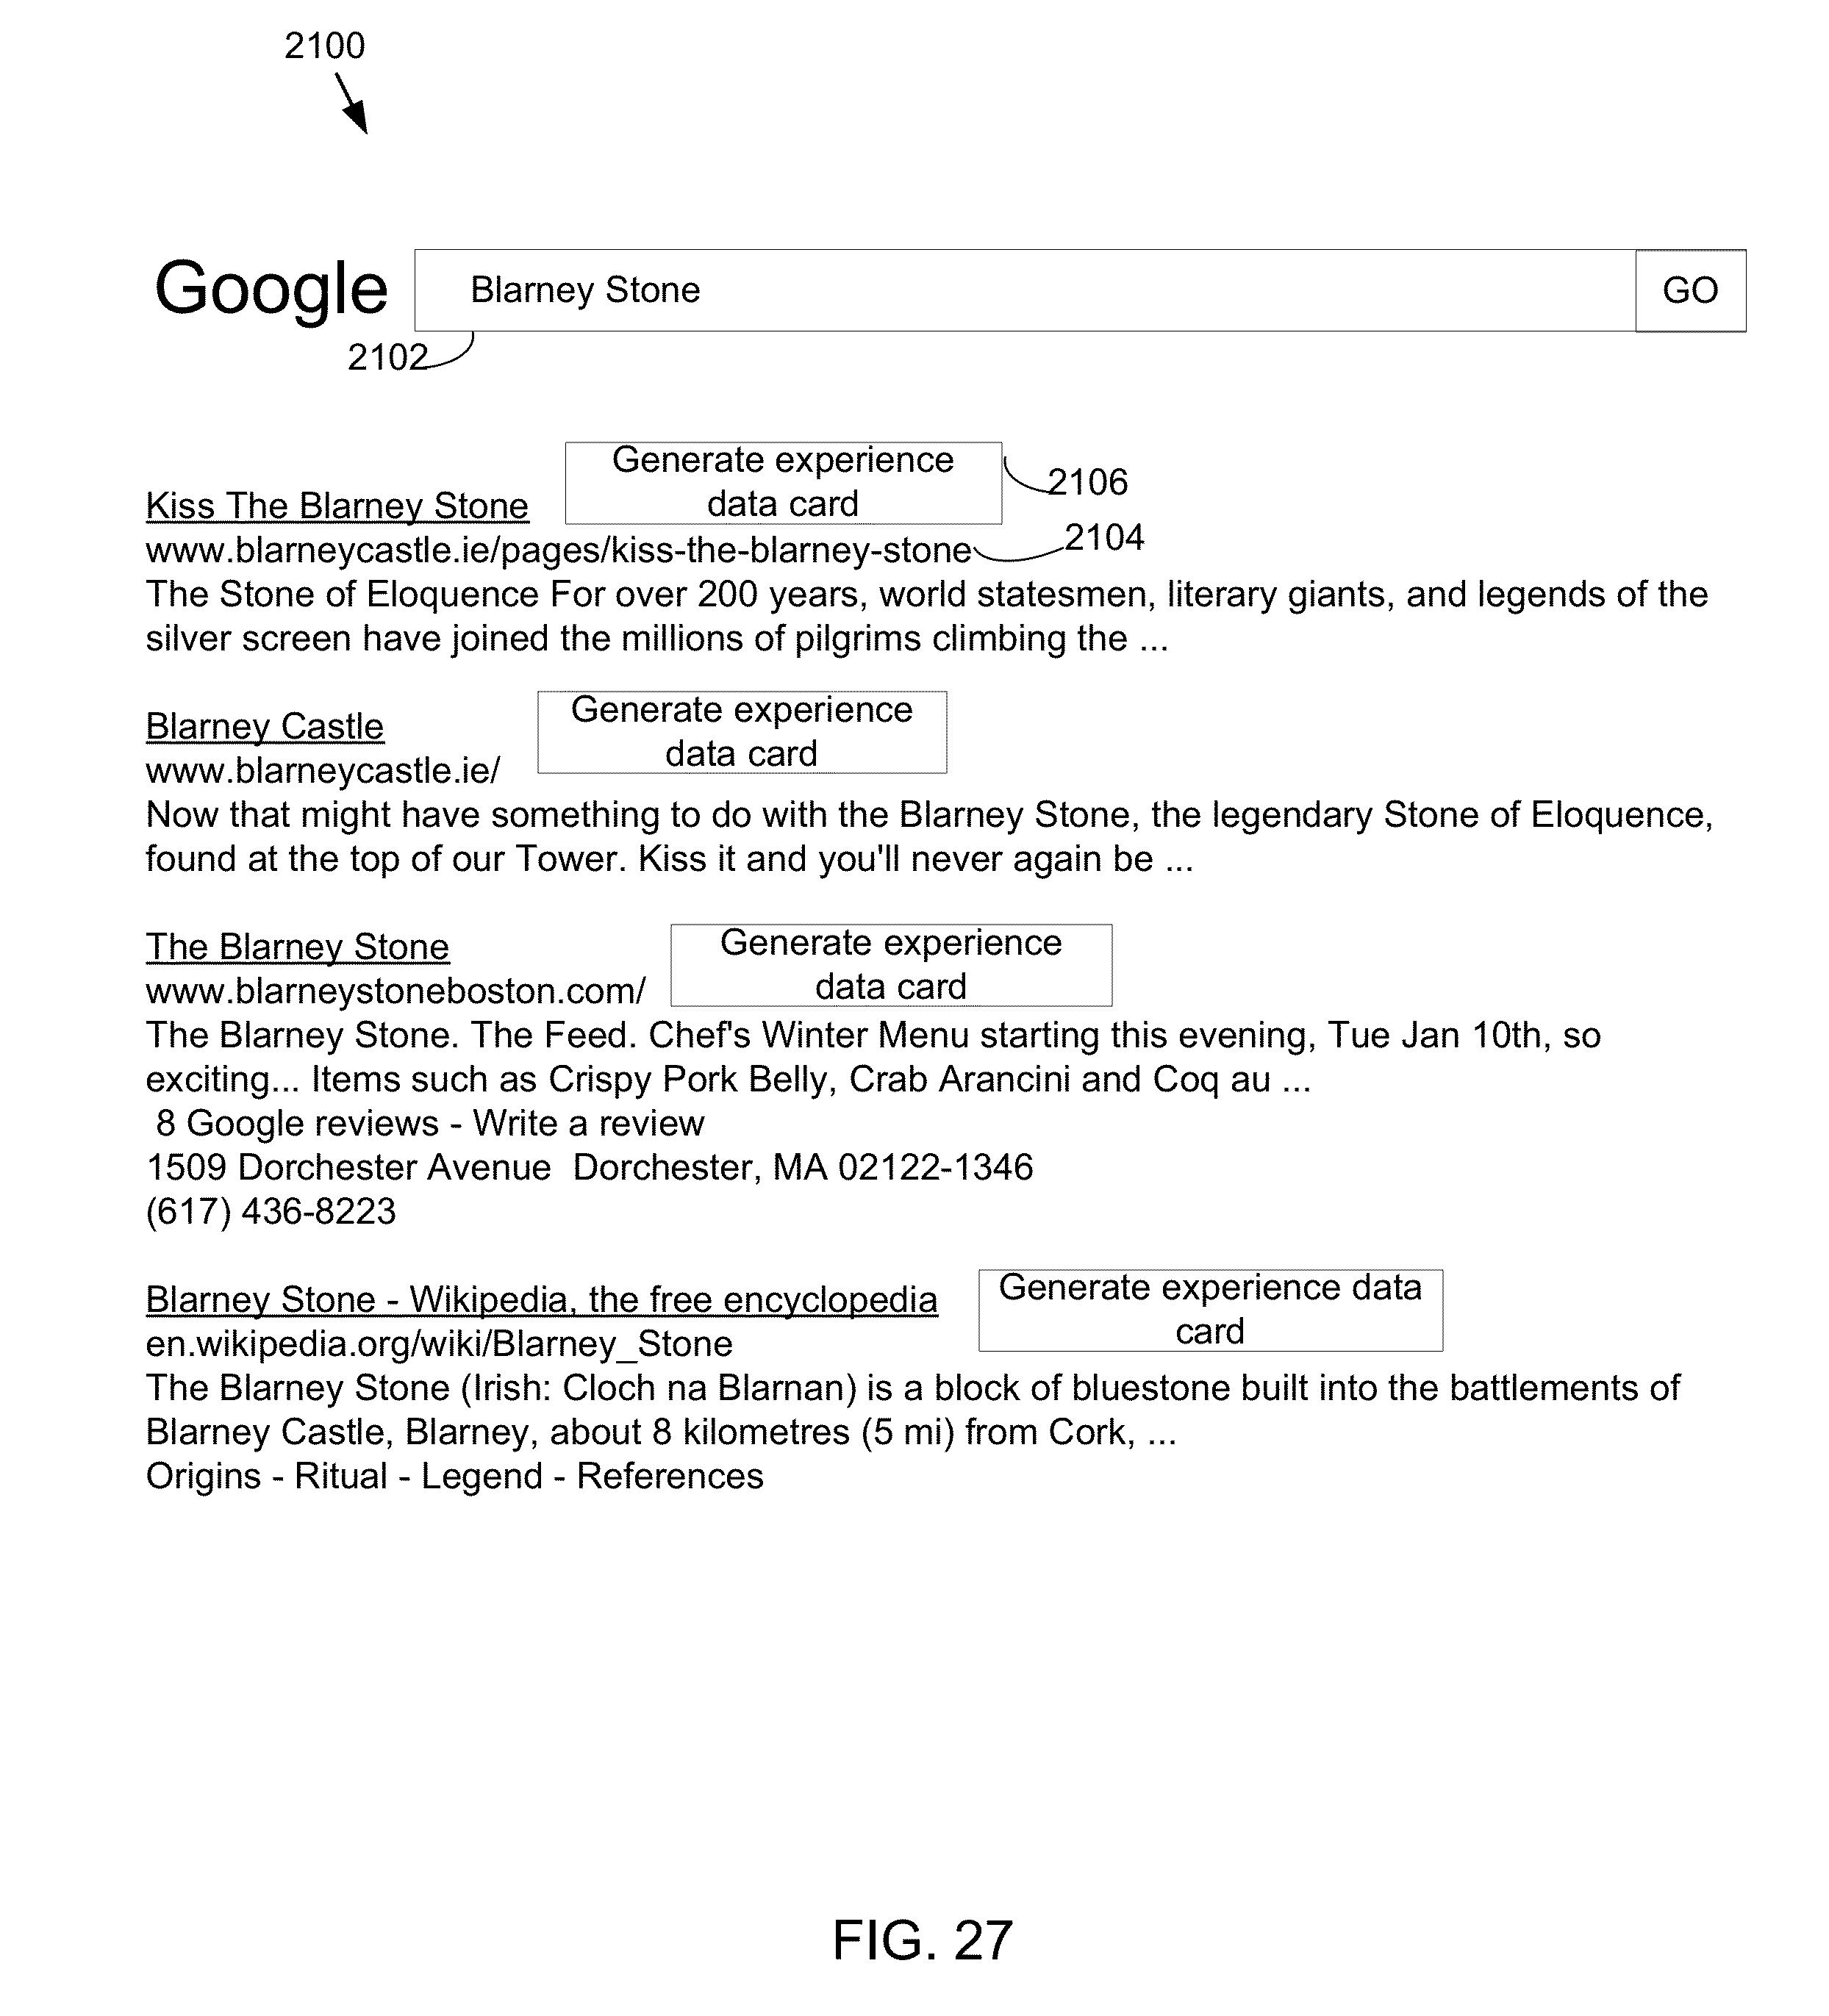 2100
Google Blarney Stone GO
2102
Generate experience
data card
2106
Kiss The Blarney Stone
www.blarneycastle.ie/pages/kiss-the-blarney-stone 2104
The Stone of Eloquence For over 200 years, world statesmen, literary giants, and legends of the
silver screen have joined the millions of pilgrims climbing the ...
Generate experience
data card
Blarney Castle
www.blarneycastle.ie/
Now that might have something to do with the Blarney Stone, the legendary Stone of Eloquence,
found at the top of our Tower. Kiss it and you'll never again be ...
Generate experience
data card
The Blarney Stone
www.blarneystoneboston.com/
The Blarney Stone. The Feed. Chef's Winter Menu starting this evening, Tue Jan 10th, so
exciting... Items such as Crispy Pork Belly, Crab Arancini and Coq au ...
8 Google reviews - Write a review
1509 Dorchester Avenue  Dorchester, MA 02122-1346
(617) 436-8223
Generate experience data
card
Blarney Stone - Wikipedia, the free encyclopedia
en.wikipedia.org/wiki/Blarney_Stone
The Blarney Stone (Irish: Cloch na Blarnan) is a block of bluestone built into the battlements of
Blarney Castle, Blarney, about 8 kilometres (5 mi) from Cork, ...
Origins - Ritual - Legend - References
FIG. 27